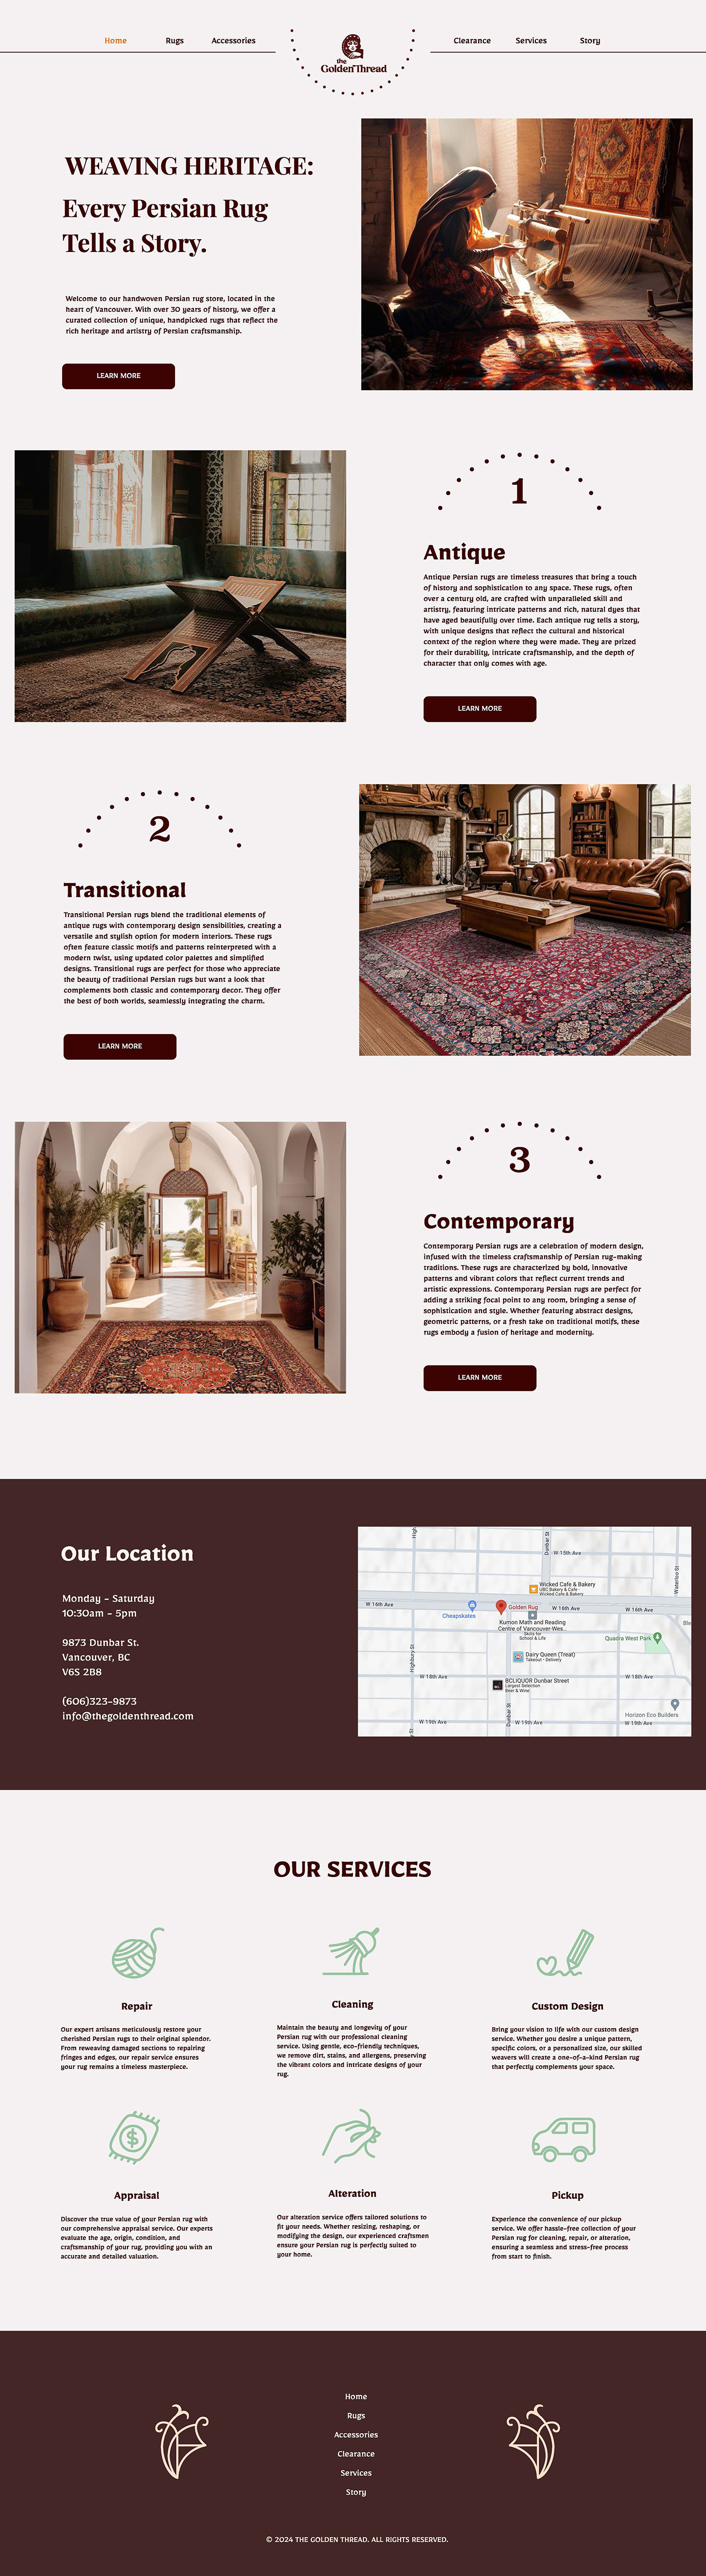 Home
Rugs
Accessories
the
Golden Thread
Clearance
Services
Story
WEAVING HERITAGE:
Every Persian Rug
Tells a Story.
Welcome to our handwoven Persian rug store, located in the
heart of Vancouver. With over 30 years of history, we offer a
curated collection of unique, handpicked rugs that reflect the
rich heritage and artistry of Persian craftsmanship.
LEARN MORE
1
Antique
Antique Persian rugs are timeless treasures that bring a touch
of history and sophistication to any space. These rugs, often
over a century old, are crafted with unparalleled skill and
artistry, featuring intricate patterns and rich, natural dyes that
have aged beautifully over time. Each antique rug tells a story,
with unique designs that reflect the cultural and historical
context of the region where they were made. They are prized
for their durability, intricate craftsmanship, and the depth of
character that only comes with age.
LEARN MORE
2
Transitional
Transitional Persian rugs blend the traditional elements of
antique rugs with contemporary design sensibilities, creating a
versatile and stylish option for modern interiors. These rugs
often feature classic motifs and patterns reinterpreted with a
modern twist, using updated color palettes and simplified
designs. Transitional rugs are perfect for those who appreciate
the beauty of traditional Persian rugs but want a look that
complements both classic and contemporary decor. They offer
the best of both worlds, seamlessly integrating the charm.
LEARN MORE
3
Contemporary
Contemporary Persian rugs are a celebration of modern design,
infused with the timeless craftsmanship of Persian rug-making
traditions. These rugs are characterized by bold, innovative
patterns and vibrant colors that reflect current trends and
artistic expressions. Contemporary Persian rugs are perfect for
adding a striking focal point to any room, bringing a sense of
sophistication and style. Whether featuring abstract designs,
geometric patterns, or a fresh take on traditional motifs, these
rugs embody a fusion of heritage and modernity.
LEARN MORE
Our Location
Monday - Saturday
10:30am - 5pm
9873 Dunbar St.
Vancouver, BC
V6S 2B8
(606)323-9873
info@thegoldenthread.com
High
Dunbar St
W 15th Ave
Waterloo St
Wicked Cafe & Bakery
UBC Bakery & Cafe -
Wicked Cafe & Bakery
W 16th Ave
Cheapskates
Golden Rug
W 16th Ave
W 16th Ave
Kumon Math and Reading
Centre of Vancouver-Wes...
Skills for
School & Life
Quadra West Park
Highbury St
Dairy Queen (Treat)
Takeout • Delivery
W 18th Ave
BCLIQUOR Dunbar Street
Largest Selection
Beer & Wine
W 18th Ave
Dunbar St
Horizon Eco Builders
W 19th Ave
W 19th Ave
W 19th Ave
OUR SERVICES
Repair
Our expert artisans meticulously restore your
cherished Persian rugs to their original splendor.
From reweaving damaged sections to repairing
fringes and edges, our repair service ensures
your rug remains a timeless masterpiece.
Cleaning
Maintain the beauty and longevity of your
Persian rug with our professional cleaning
service. Using gentle, eco-friendly techniques,
we remove dirt, stains, and allergens, preserving
the vibrant colors and intricate designs of your
rug.
Custom Design
Bring your vision to life with our custom design
service. Whether you desire a unique pattern,
specific colors, or a personalized size, our skilled
weavers will create a one-of-a-kind Persian rug
that perfectly complements your space.
$
Appraisal
Discover the true value of your Persian rug with
our comprehensive appraisal service. Our experts
evaluate the age, origin, condition, and
craftsmanship of your rug, providing you with an
accurate and detailed valuation.
Alteration
Our alteration service offers tailored solutions to
fit your needs. Whether resizing, reshaping, or
modifying the design, our experienced craftsmen
ensure your Persian rug is perfectly suited to
your home.
Pickup
Experience the convenience of our pickup
service. We offer hassle-free collection of your
Persian rug for cleaning, repair, or alteration,
ensuring a seamless and stress-free process
from start to finish.
Home
Rugs
Accessories
Clearance
Services
Story
© 2024 THE GOLDEN THREAD. ALL RIGHTS RESERVED.